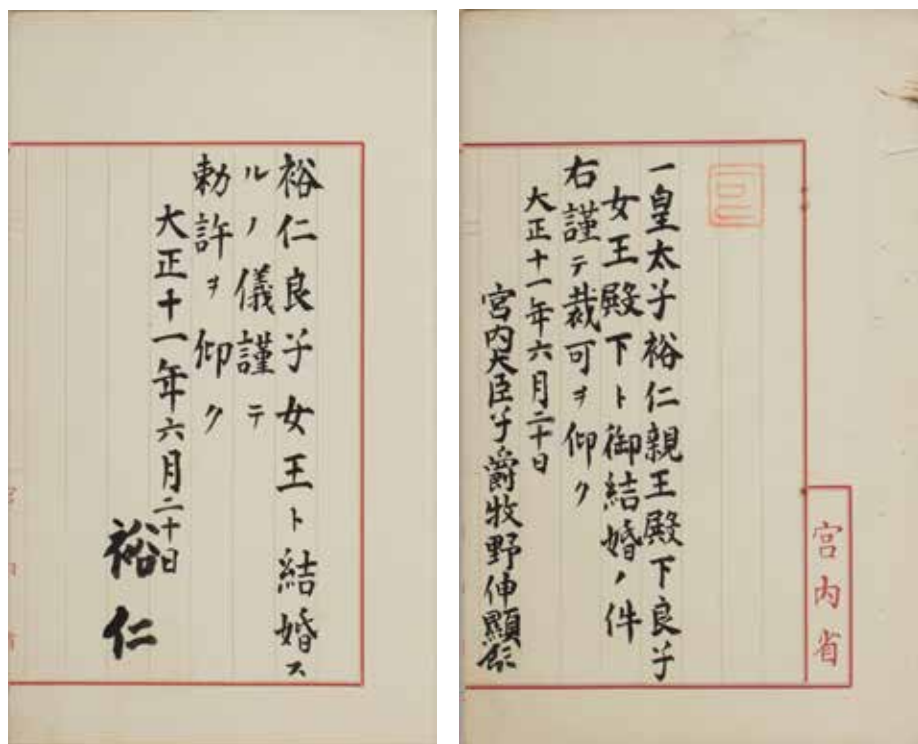 宮内省
可
一皇太子裕仁親王殿下良子
女王殿下ト御結婚ノ件
右謹テ裁可ヲ仰ク
大正十一年六月二十日
宮内大臣子爵牧野伸顯
裕仁良子女王ト結婚ス
ルノ儀謹テ
勅許ヲ仰ク
大正十一年六月二十日
裕仁